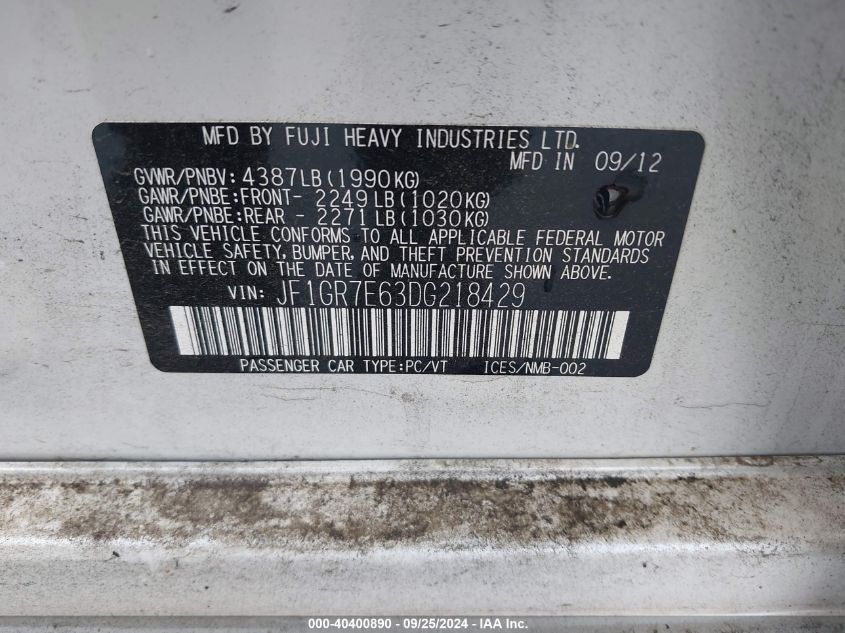 MFD BY FUJI HEAVY INDUSTRIES LTD.
MFD IN 09/12
GVWR/PNBV: 4387LB(1990KG)
GAWR/PNBE:FRONT- 2249LB(1020KG)
GAWR/PNBE:REAR - 2271LB(1030KG)
THIS VEHICLE CONFORMS TO ALL APPLICABLE FEDERAL MOTOR
VEHICLE SAFETY, BUMPER, AND THEFT PREVENTION STANDARDS
IN EFFECT ON THE DATE OF MANUFACTURE SHOWN ABOVE.
VIN: JF1GR7E63DG218429
PASSENGER CAR TYPE:PC/VT ICES/NMB-002
000-40400890 - 09/25/2024 - IAAI Inc.